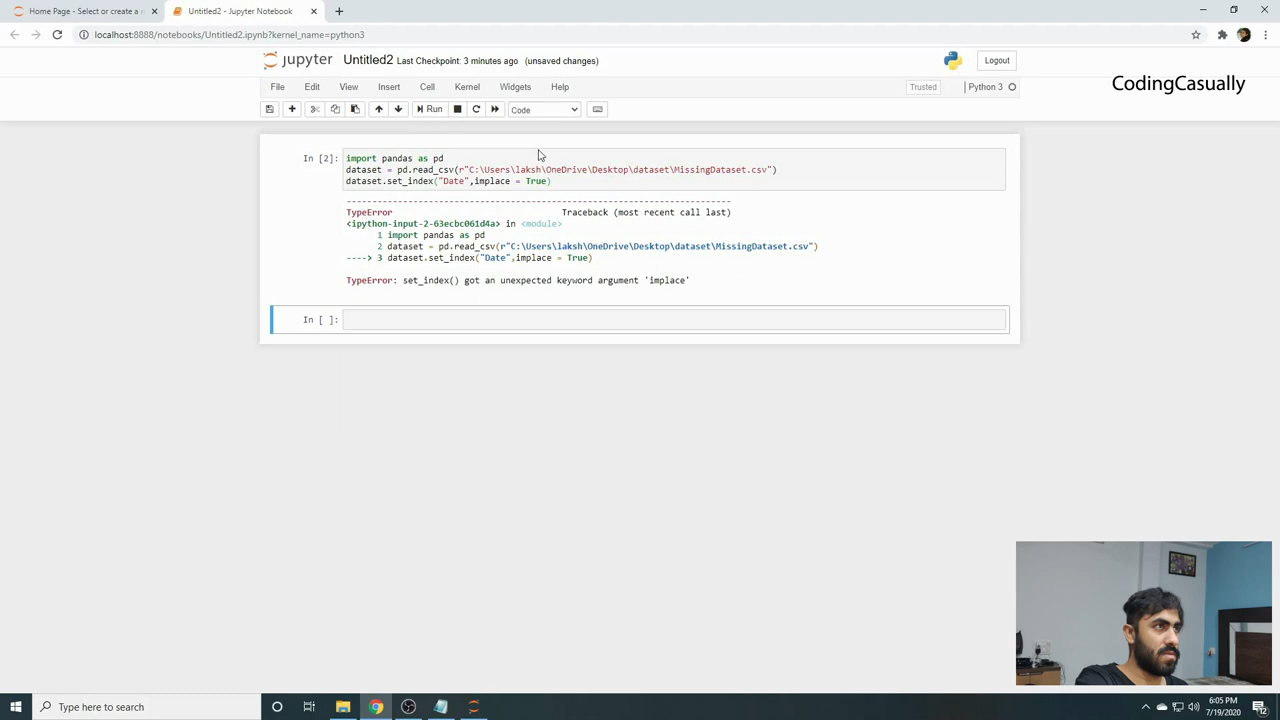 Home Page - Select or create a n
Untitled2 - Jupyter Notebook
localhost:8888/notebooks/Untitled2.ipynb?kernel_name=python3
jupyter Untitled2 Last Checkpoint: 3 minutes ago (unsaved changes)
Logout
CodingCasually
File Edit View Insert Cell Kernel Widgets Help
Trusted
Python 3
Run
Code
In [2]: import pandas as pd
dataset = pd.read_csv(r"C:\Users\laksh\OneDrive\Desktop\dataset\MissingDataset.csv")
dataset.set_index("Date",implace = True)
---------------------------------------------------------------------------
TypeError Traceback (most recent call last)
<ipython-input-2-63ecbc061d4a> in <module>
1 import pandas as pd
2 dataset = pd.read_csv(r"C:\Users\laksh\OneDrive\Desktop\dataset\MissingDataset.csv")
----> 3 dataset.set_index("Date",implace = True)
TypeError: set_index() got an unexpected keyword argument 'implace'
In [ ]:
Type here to search
6:05 PM
7/19/2020
12